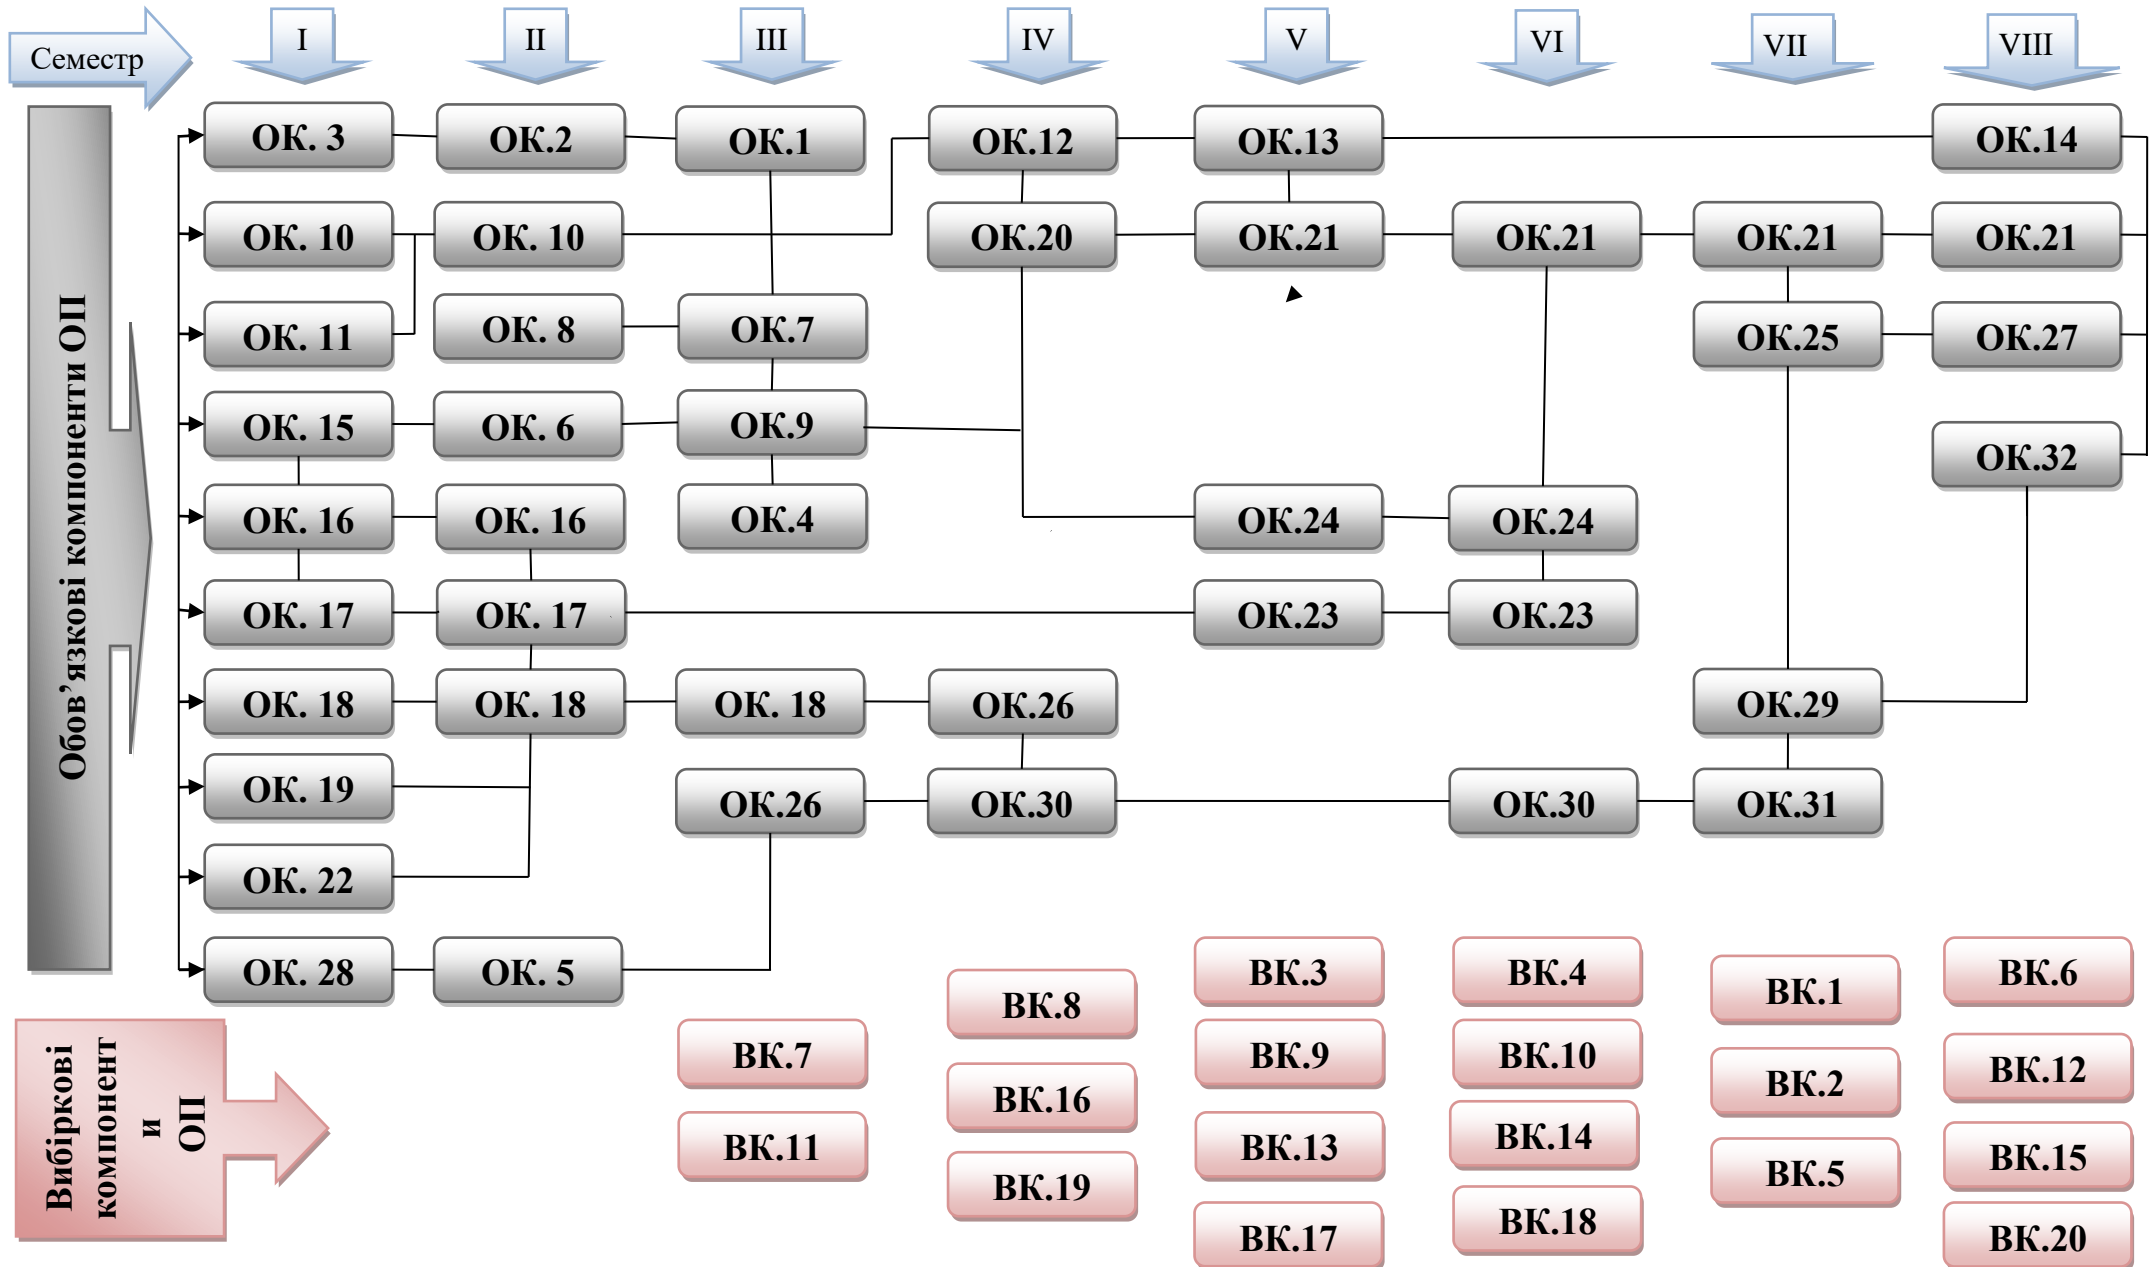 Семестр
I
II
III
IV
V
VI
VII
VIII
Обов’язкові компоненти ОП
ОК. 3
ОК.2
ОК.1
ОК.12
ОК.13
ОК.14
ОК. 10
ОК. 10
ОК.20
ОК.21
ОК.21
ОК.21
ОК.21
ОК. 11
ОК. 8
ОК.7
ОК.25
ОК.27
ОК. 15
ОК. 6
ОК.9
ОК.32
ОК. 16
ОК. 16
ОК.4
ОК.24
ОК.24
ОК. 17
ОК. 17
ОК.23
ОК.23
ОК. 18
ОК. 18
ОК. 18
ОК.26
ОК.29
ОК. 19
ОК.26
ОК.30
ОК.30
ОК.31
ОК. 22
ОК. 28
ОК. 5
Вибіркові
компонент
и
ОП
ВК.3
ВК.4
ВК.1
ВК.6
ВК.8
ВК.7
ВК.9
ВК.10
ВК.2
ВК.12
ВК.16
ВК.11
ВК.13
ВК.14
ВК.5
ВК.15
ВК.19
ВК.17
ВК.18
ВК.20